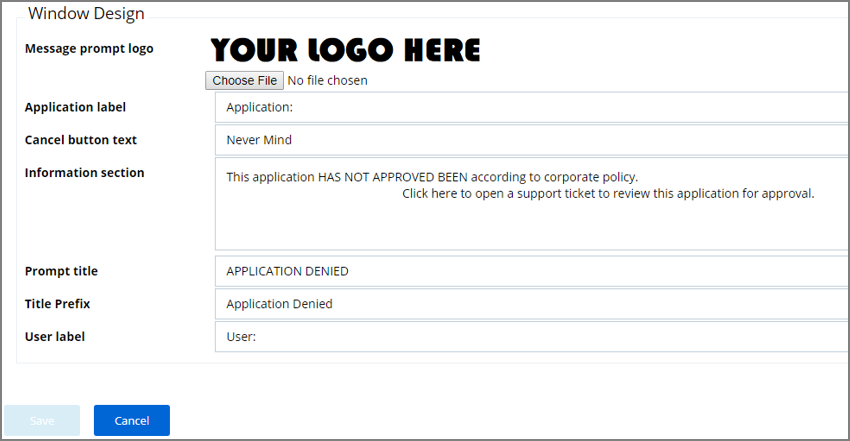 Window Design
Message prompt logo
YOUR LOGO HERE
Choose File No file chosen
Application label
Application:
Cancel button text
Never Mind
Information section
This application HAS NOT APPROVED BEEN according to corporate policy.
Click here to open a support ticket to review this application for approval.
Prompt title
APPLICATION DENIED
Title Prefix
Application Denied
User label
User:
Save
Cancel